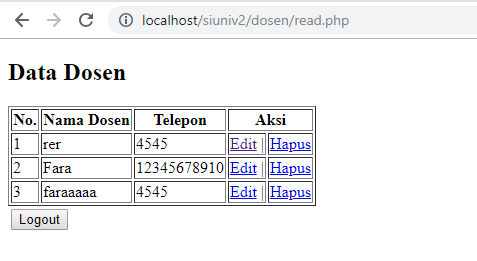 localhost/siuniv2/dosen/read.php
Data Dosen
No. Nama Dosen Telepon Aksi
1 rer 4545 Edit | Hapus
2 Fara 12345678910 Edit | Hapus
3 faraaaaa 4545 Edit | Hapus
Logout